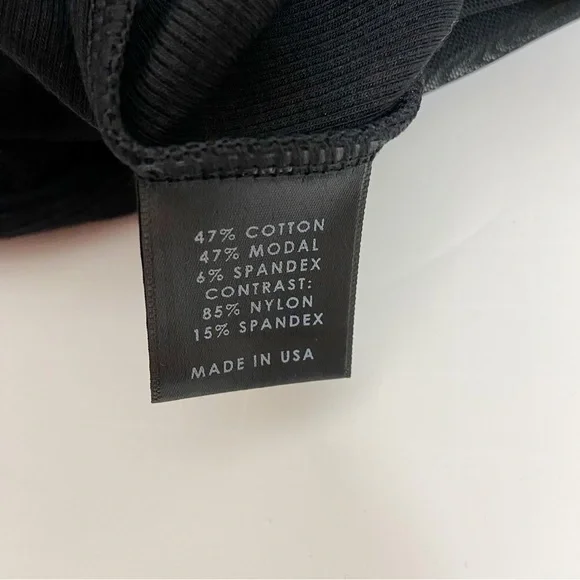 47% COTTON
47% MODAL
6% SPANDEX
CONTRAST:
85% NYLON
15% SPANDEX
MADE IN USA